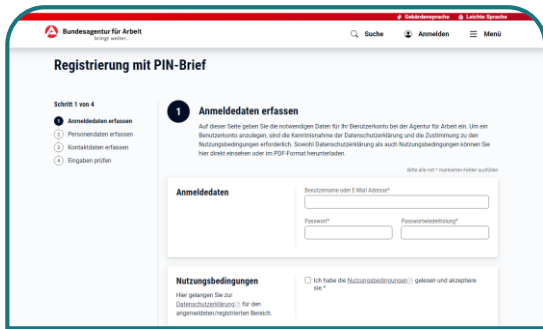 Gebärdensprache Leichte Sprache
Bundesagentur für Arbeit
bringt weiter.
Suche Anmelden Menü
Registrierung mit PIN-Brief
Schritt 1 von 4
1 Anmeldedaten erfassen
2 Personendaten erfassen
3 Kontaktdaten erfassen
4 Eingaben prüfen
1 Anmeldedaten erfassen
Auf dieser Seite geben Sie die notwendigen Daten für Ihr Benutzerkonto bei der Agentur für Arbeit ein. Um ein
Benutzerkonto anzulegen, sind die Kenntnisnahme der Datenschutzerklärung und die Zustimmung zu den
Nutzungsbedingungen erforderlich. Sowohl Datenschutzerklärung als auch Nutzungsbedingungen können Sie
hier direkt einsehen oder im PDF-Format herunterladen.
Bitte alle mit * markierten Felder ausfüllen
Anmeldedaten
Benutzername oder E-Mail Adresse*
Passwort* Passwortwiederholung*
Nutzungsbedingungen
Hier gelangen Sie zur
Datenschutzerklärung für den
angemeldeten/registrierten Bereich.
Ich habe die Nutzungsbedingungen gelesen und akzeptiere
sie.*